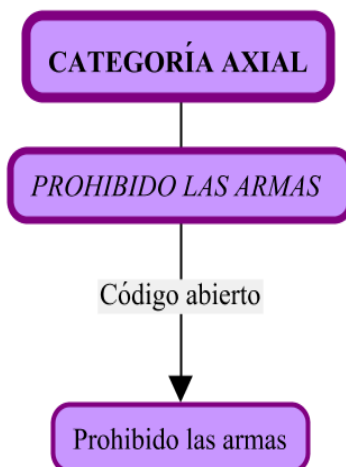 CATEGORÍA AXIAL
PROHIBIDO LAS ARMAS
Código abierto
Prohibido las armas